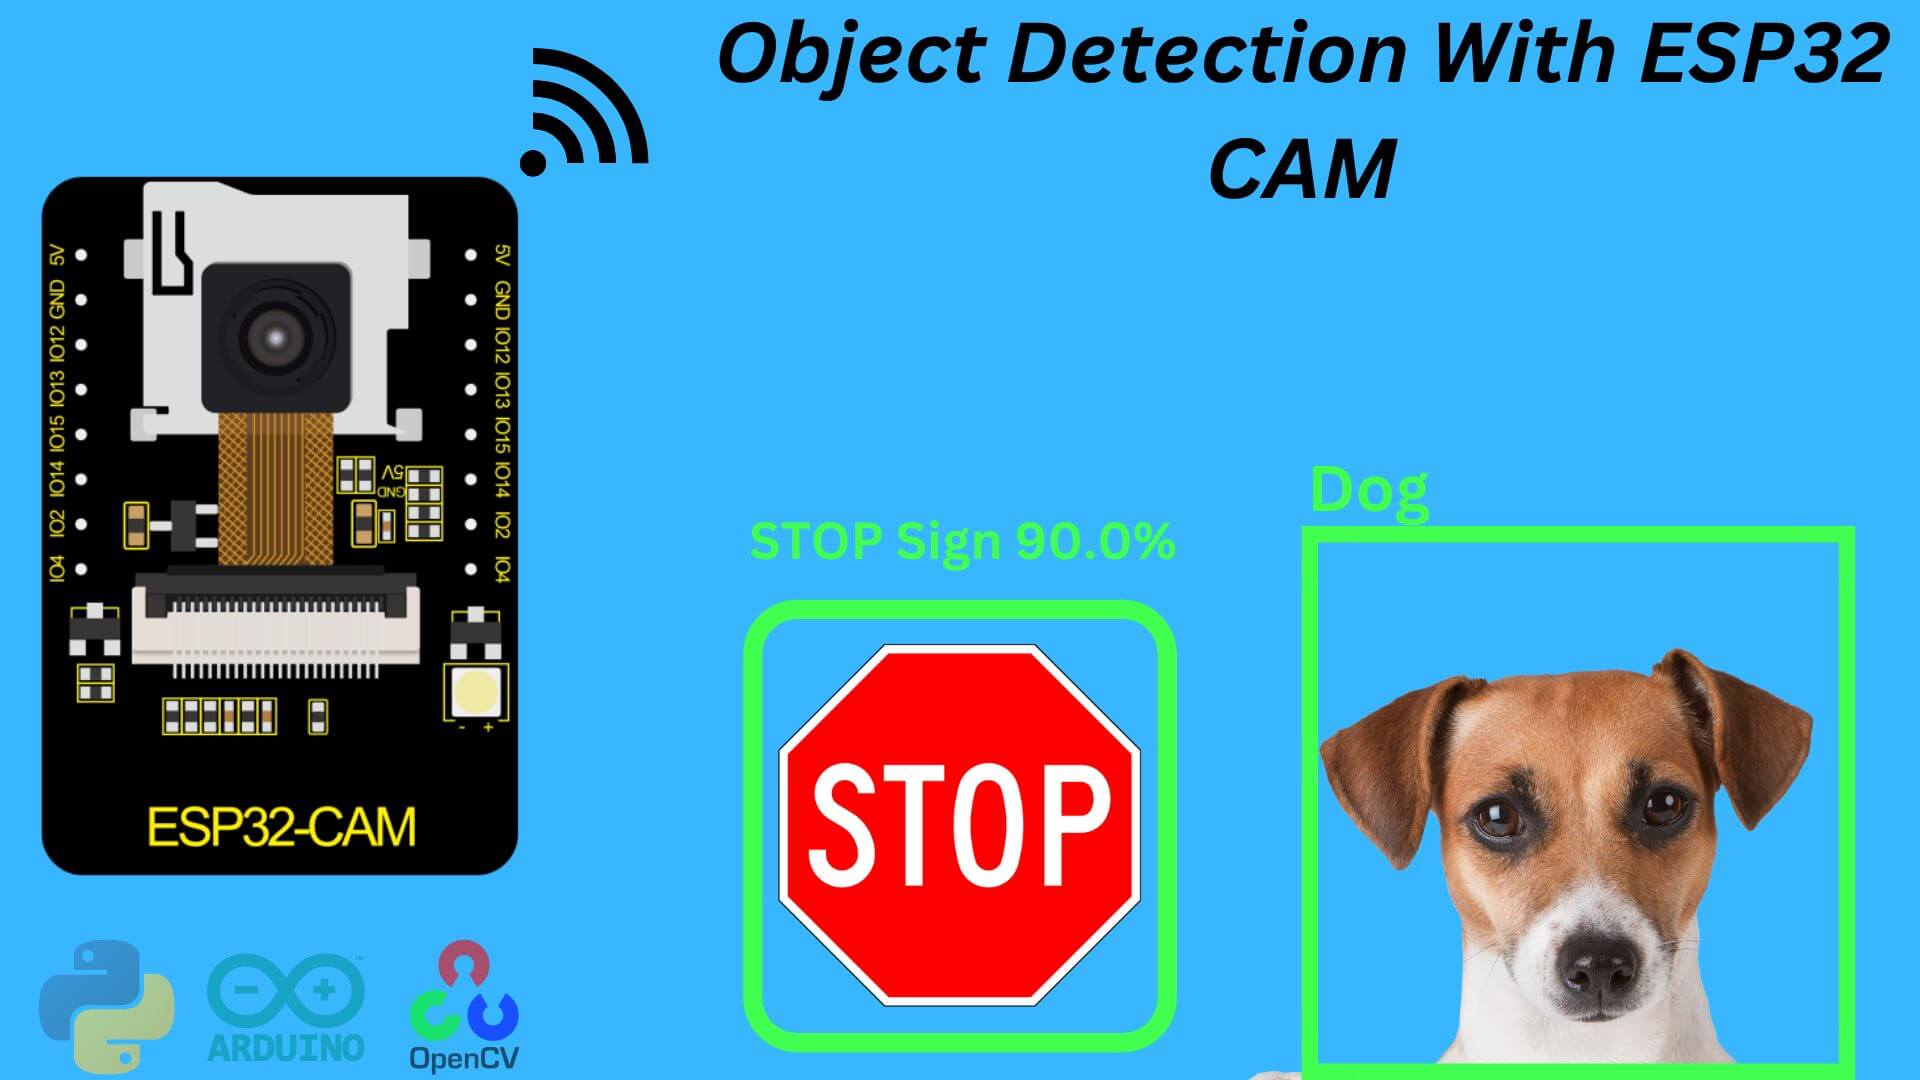 Object Detection With ESP32
CAM
5V
GND
IO12
IO13
IO15
IO14
IO2
IO4
5V
GND
IO12
IO13
IO15
IO14
IO2
IO4
5V
GND
- +
ESP32-CAM
STOP Sign 90.0%
STOP
Dog
ARDUINO
OpenCV